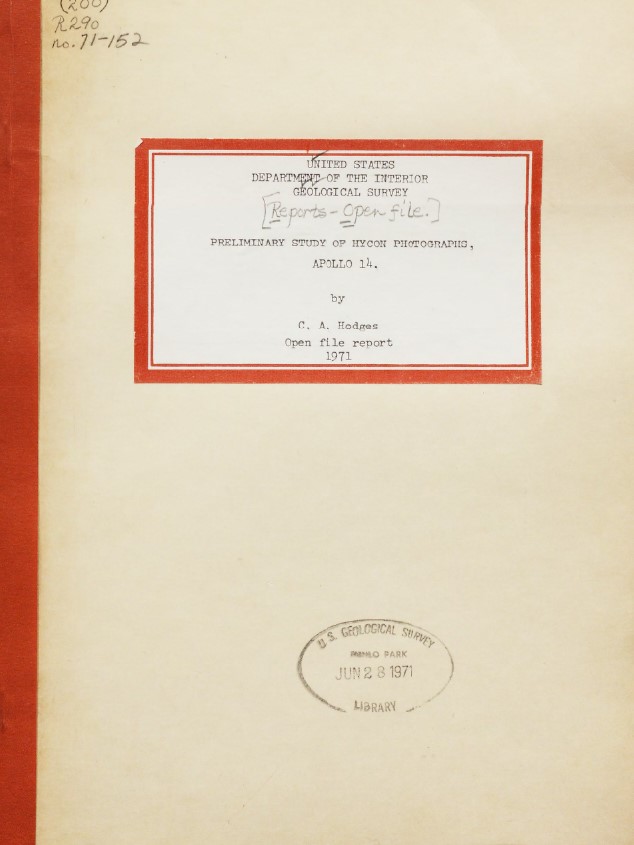 (200)
R290
no. 71-152
UNITED STATES
DEPARTMENT OF THE INTERIOR
GEOLOGICAL SURVEY
[Reports - Open file.]
PRELIMINARY STUDY OF HYCON PHOTOGRAPHS,
APOLLO 14.
by
C. A. Hodges
Open file report
1971
U.S. GEOLOGICAL SURVEY
MENLO PARK
JUN 28 1971
LIBRARY